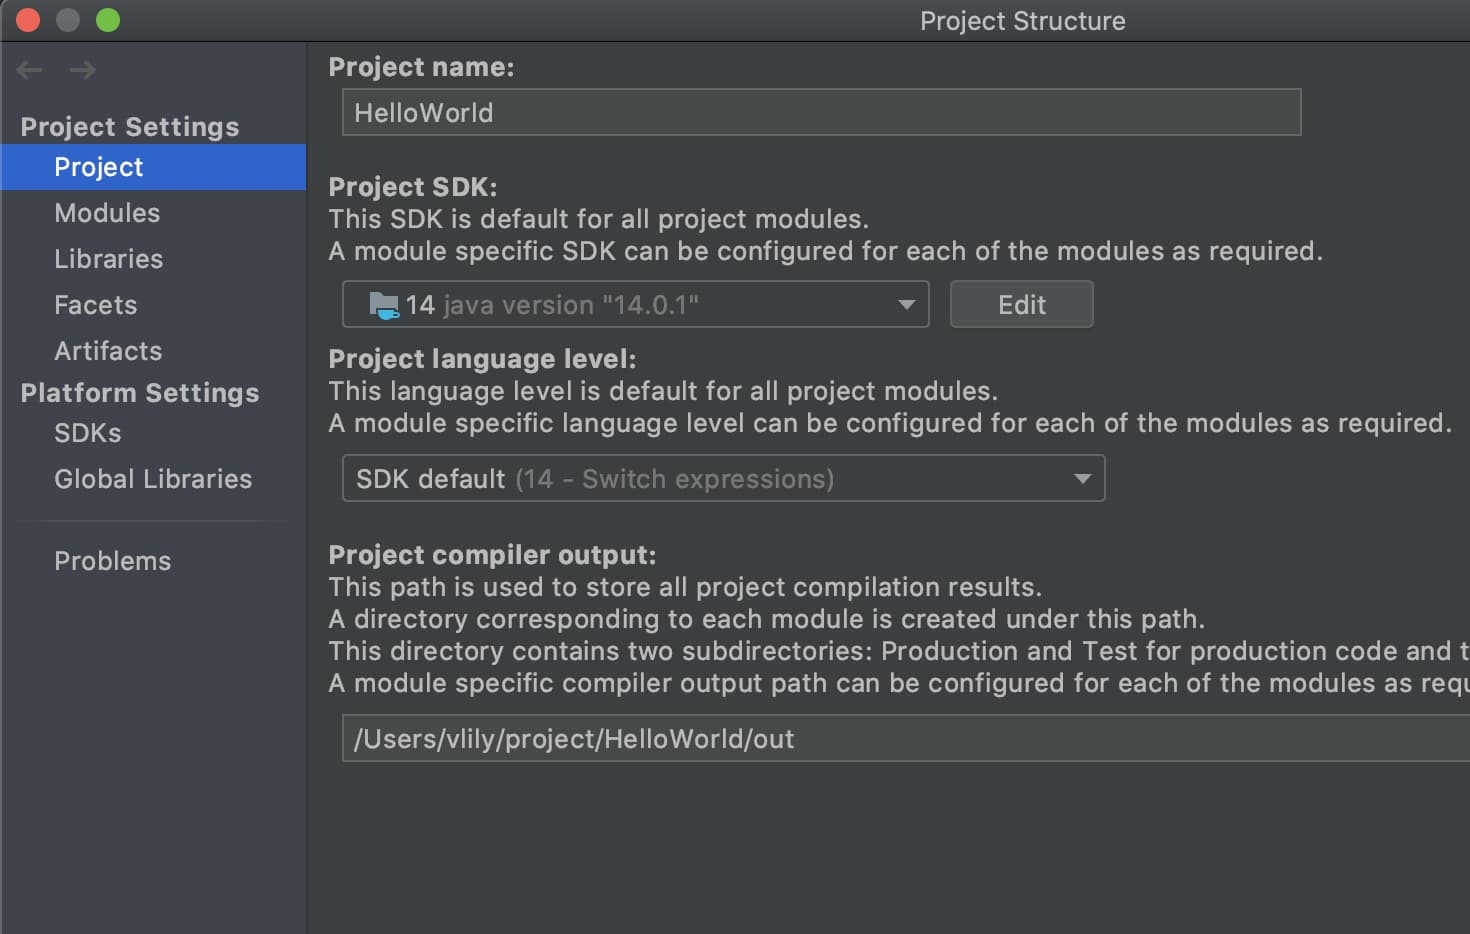 Project Structure
Project Settings
Project
Modules
Libraries
Facets
Artifacts
Platform Settings
SDKs
Global Libraries
Problems
Project name:
HelloWorld
Project SDK:
This SDK is default for all project modules.
A module specific SDK can be configured for each of the modules as required.
14 java version "14.0.1"
Edit
Project language level:
This language level is default for all project modules.
A module specific language level can be configured for each of the modules as required.
SDK default (14 - Switch expressions)
Project compiler output:
This path is used to store all project compilation results.
A directory corresponding to each module is created under this path.
This directory contains two subdirectories: Production and Test for production code and
A module specific compiler output path can be configured for each of the modules as
/Users/vlily/project/HelloWorld/out